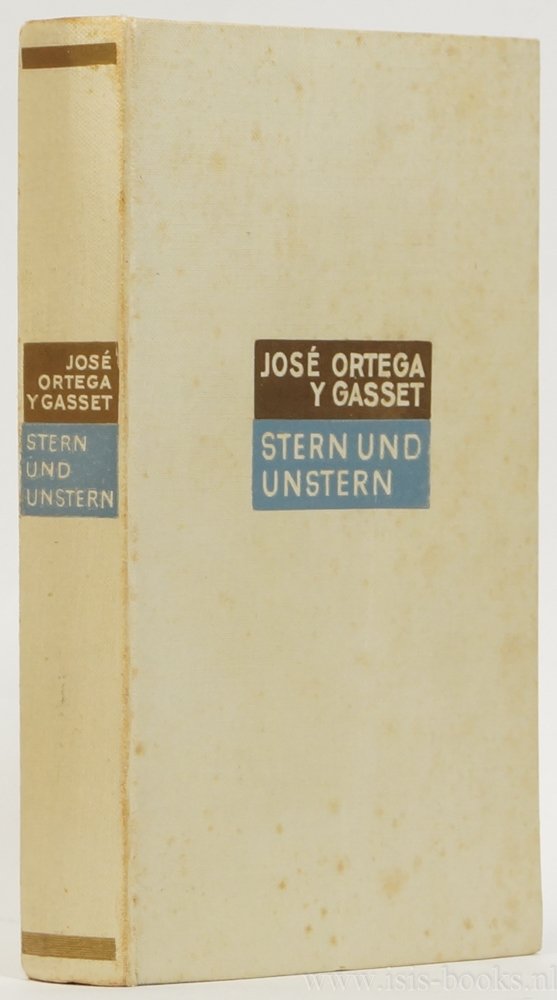 JOSÉ
ORTEGA
Y GASSET
STERN
UND
UNSTERN
JOSÉ ORTEGA
Y GASSET
STERN UND
UNSTERN
www.isis-books.nl